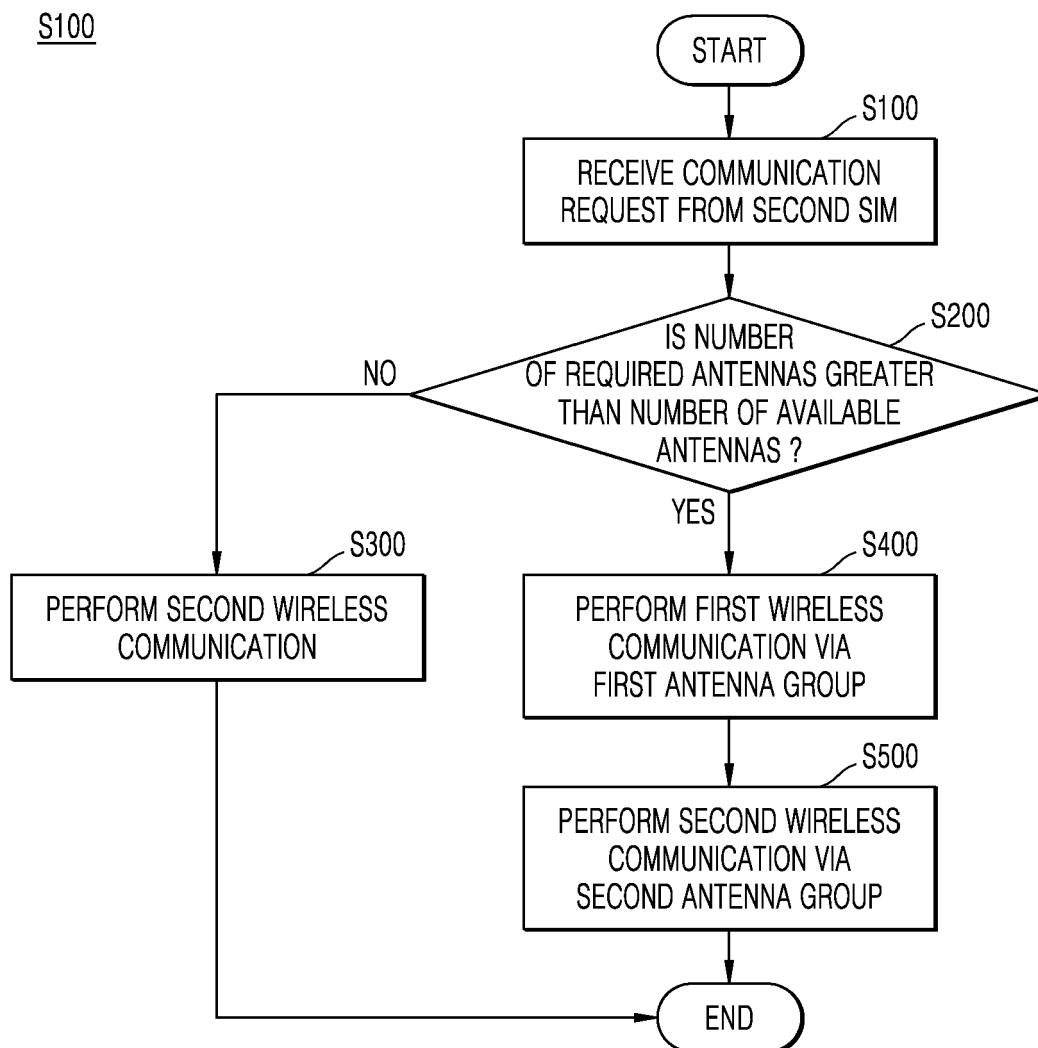 S100
START
S100
RECEIVE COMMUNICATION
REQUEST FROM SECOND SIM
S200
IS NUMBER
OF REQUIRED ANTENNAS GREATER
THAN NUMBER OF AVAILABLE
ANTENNAS ?
NO
YES
S300
PERFORM SECOND WIRELESS
COMMUNICATION
S400
PERFORM FIRST WIRELESS
COMMUNICATION VIA
FIRST ANTENNA GROUP
S500
PERFORM SECOND WIRELESS
COMMUNICATION VIA
SECOND ANTENNA GROUP
END